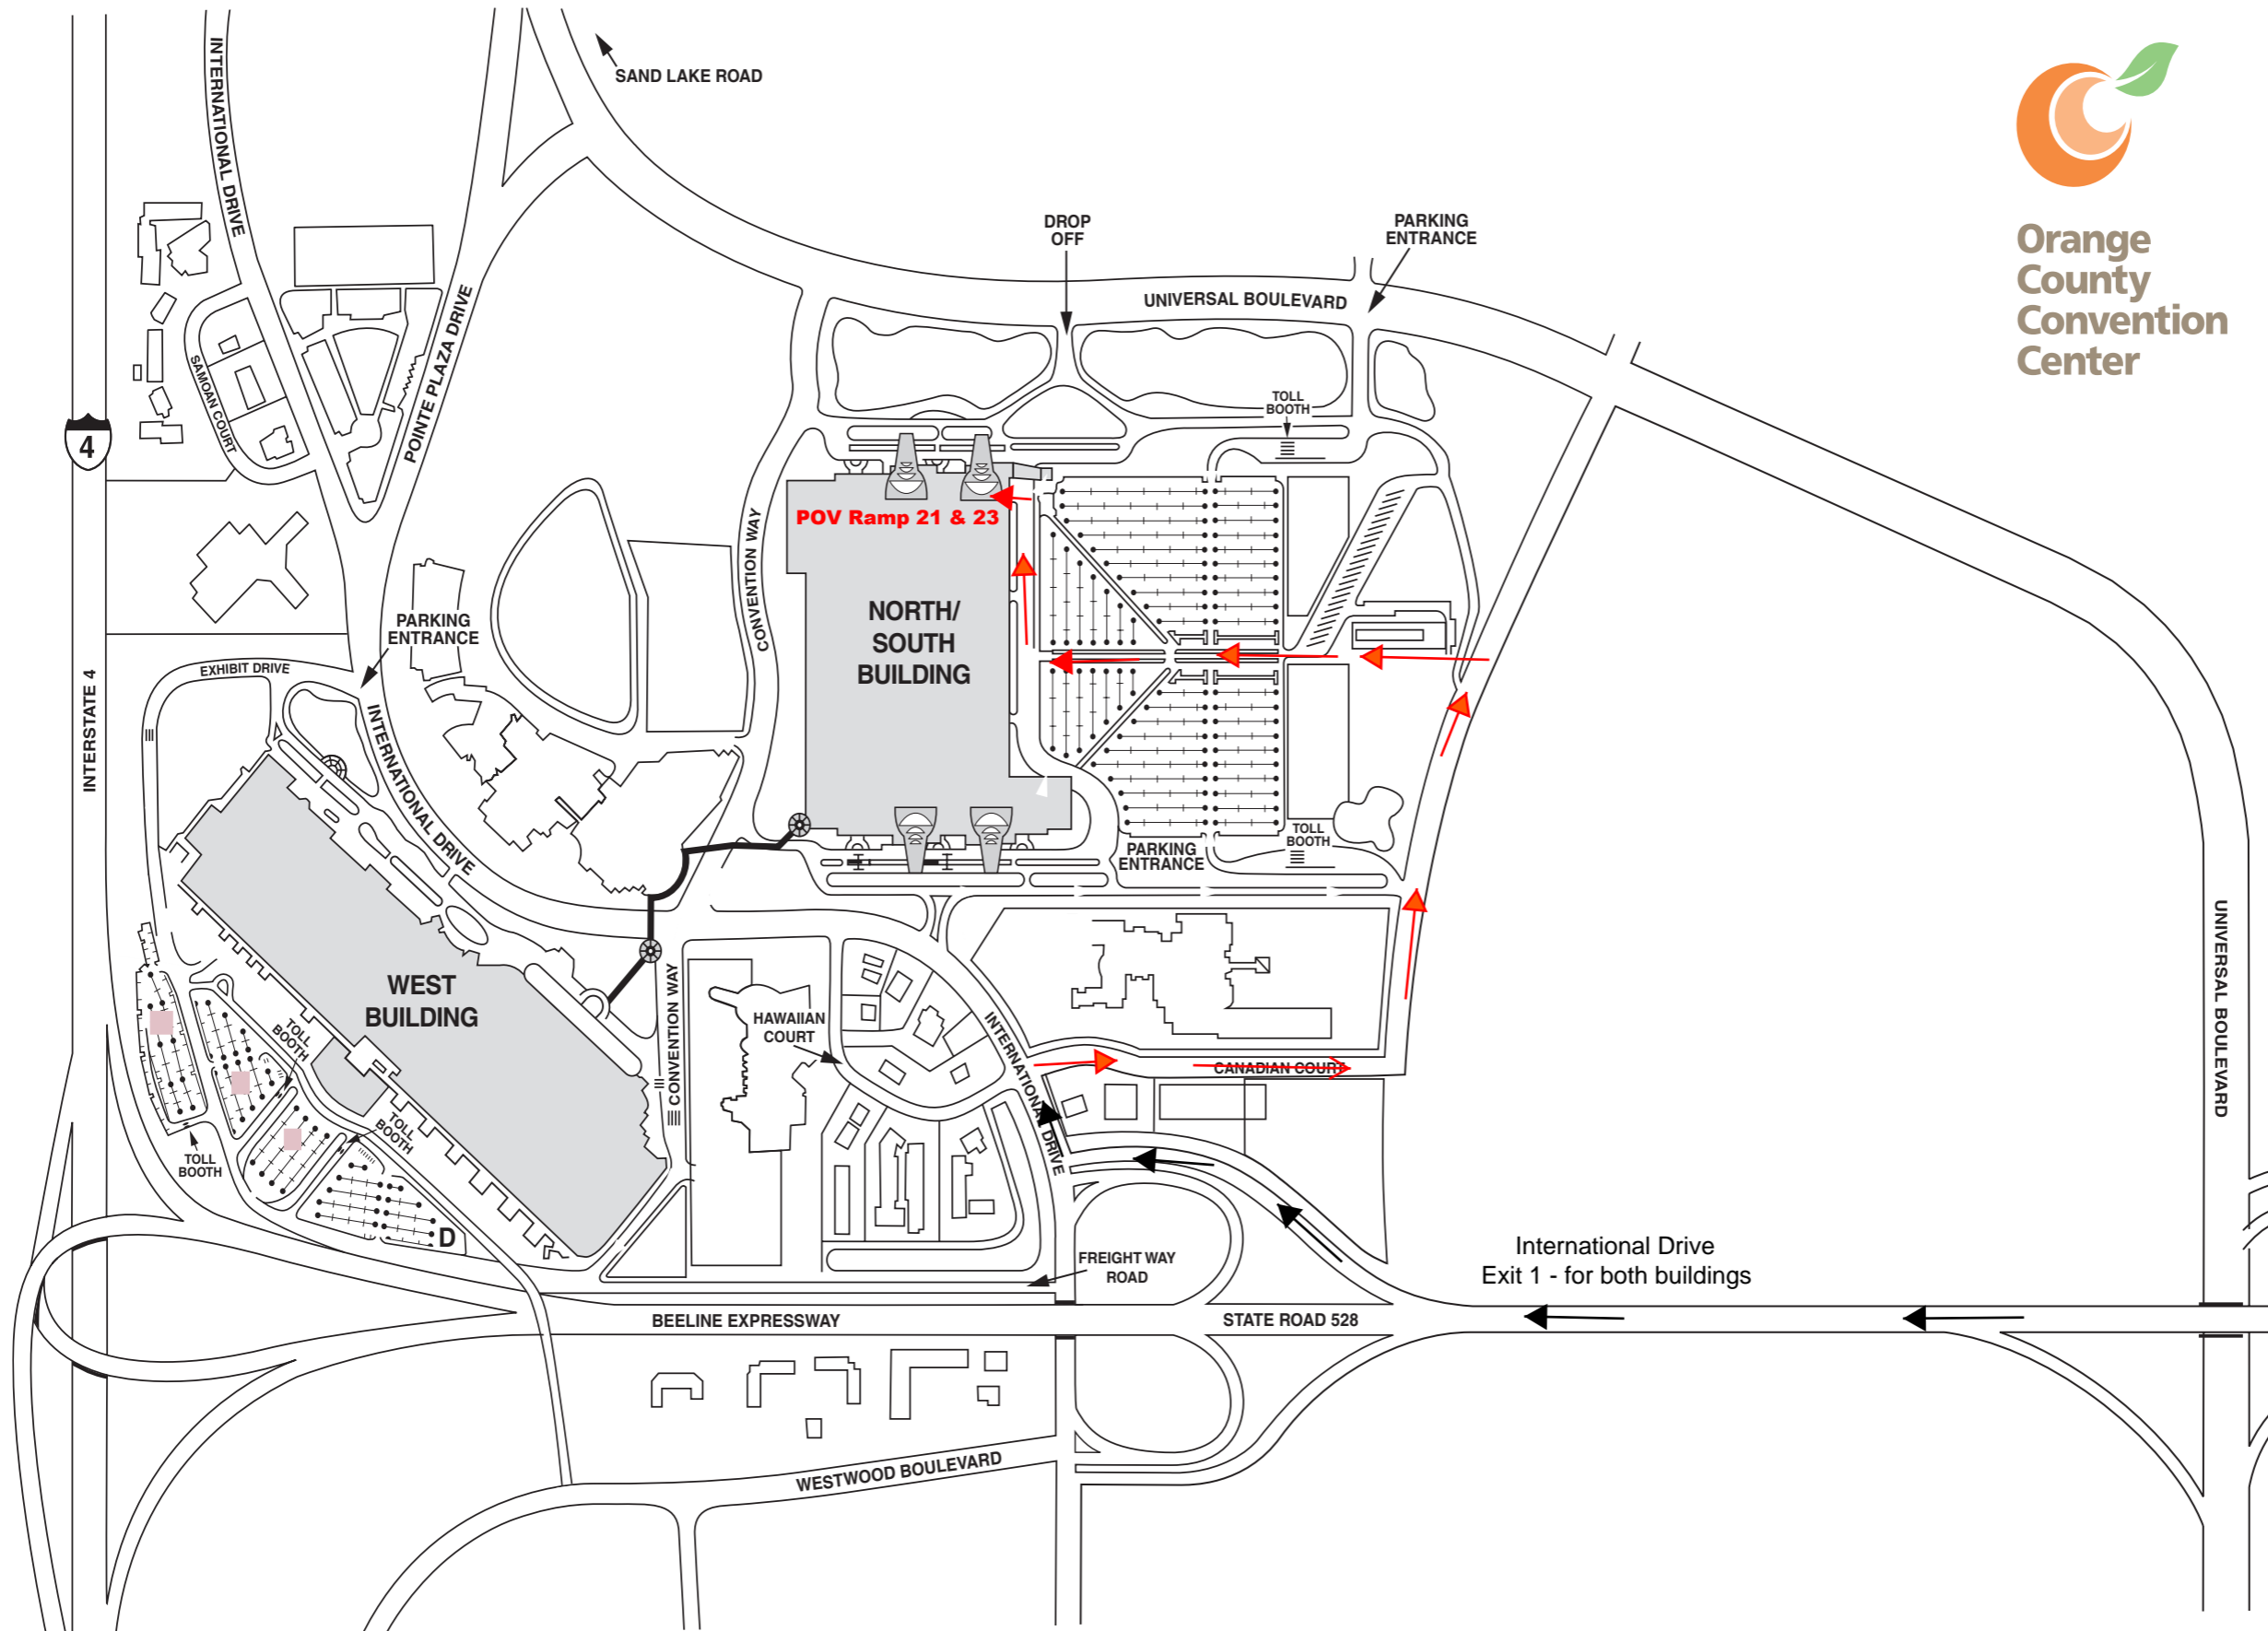 SAND LAKE ROAD
INTERNATIONAL DRIVE
DROP
OFF
PARKING
ENTRANCE
Orange
County
Convention
Center
UNIVERSAL BOULEVARD
POINTE PLAZA DRIVE
SAMOAN COURT
4
TOLL
BOOTH
POV Ramp 21 & 23
CONVENTION WAY
NORTH/
SOUTH
BUILDING
PARKING
ENTRANCE
EXHIBIT DRIVE
INTERSTATE 4
INTERNATIONAL DRIVE
TOLL
BOOTH
PARKING
ENTRANCE
WEST
BUILDING
CONVENTION WAY
HAWAIIAN
COURT
INTERNATIONAL DRIVE
CANADIAN COURT
UNIVERSAL BOULEVARD
TOLL
BOOTH
TOLL
BOOTH
TOLL
BOOTH
D
FREIGHT WAY
ROAD
International Drive
Exit 1 - for both buildings
BEELINE EXPRESSWAY
STATE ROAD 528
WESTWOOD BOULEVARD